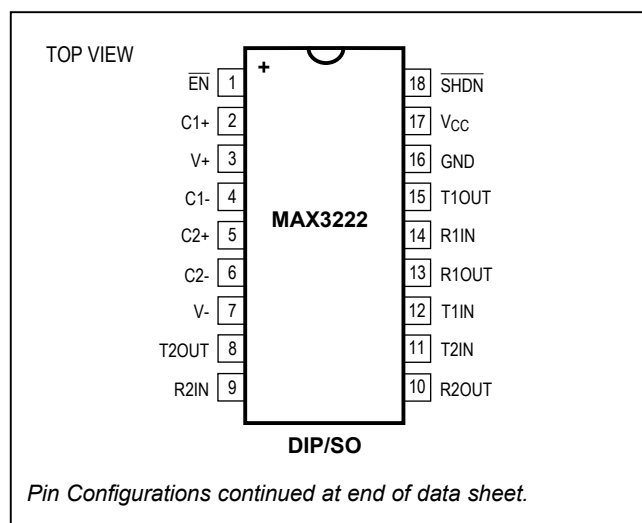 TOP VIEW
+
EN 1
C1+ 2
V+ 3
C1- 4
C2+ 5
C2- 6
V- 7
T2OUT 8
R2IN 9
MAX3222
18 SHDN
17 VCC
16 GND
15 T1OUT
14 R1IN
13 R1OUT
12 T1IN
11 T2IN
10 R2OUT
DIP/SO
Pin Configurations continued at end of data sheet.